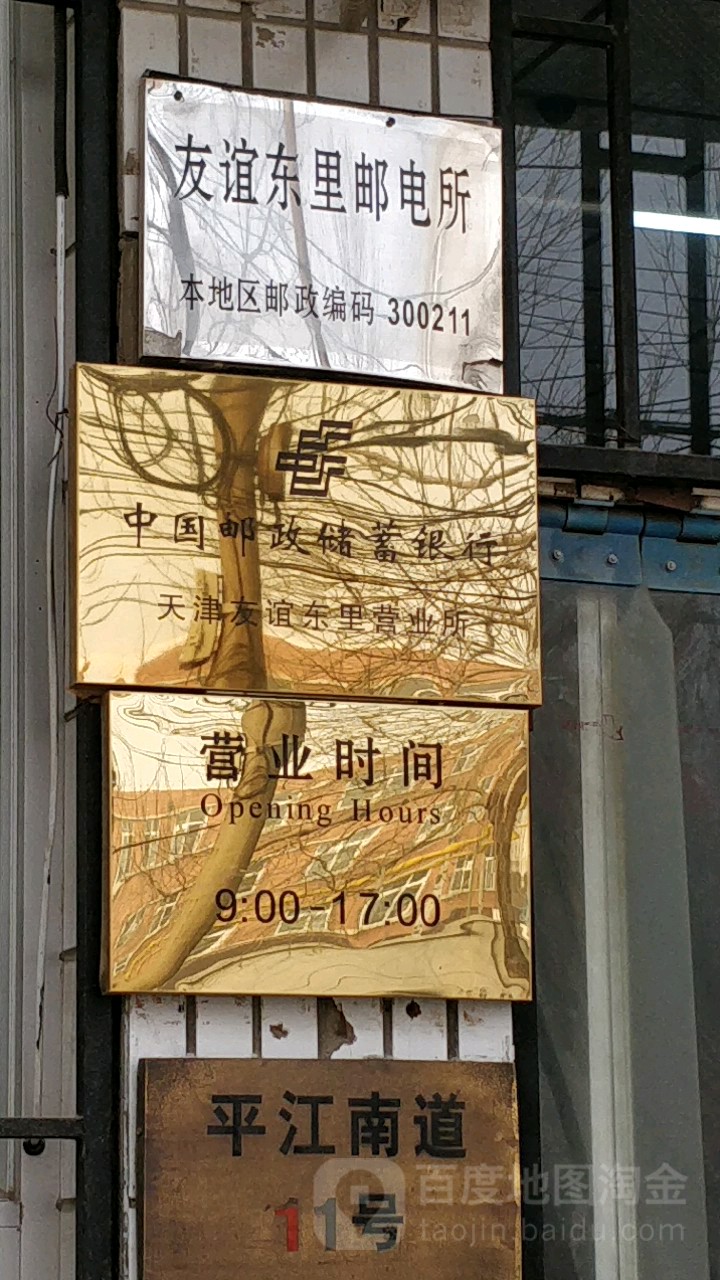 友谊东里邮电所
本地区邮政编码 300211
中国邮政储蓄银行
天津友谊东里营业所
营业时间
Opening Hours
9:00-17:00
平江南道
11号
百度地图淘金
taojin.baidu.com